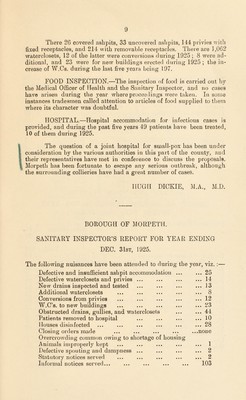 9
There 26 covered ashpits, 33 uncovered ashpits, 144 privies with
fixed receptacles, and 214 with removable receptacles. There are 1,062
waterclosets, 12 of the latter were conversions during 1925; 8 were ad-
ditional, and 23 were for new buildings erected during 1925; the in-
crease of W.Cs. during the last five years being 197.
FOOD INSPECTION.—The inspection of food is carried out by
the Medical Officer of Health and the Sanitary Inspector, and no cases
have arisen during the year where proceedings were taken. In some
instances tradesmen called attention to articles of food supplied to them
where its character was doubtful.
HOSPITAL.—Hospital accommodation for infectious cases is
provided, and during the past five years 49 patients have been treated,
10 of them during 1925.
The question of a joint hospital for small-pox has been under
consideration by the various authorities in this part of the county, and
their representatives have met in conference to discuss the proposals.
Morpeth has been fortunate to escape any serious outbreak, although
the surrounding collieries have had a great number of cases.
HUGH DICKIE, M.A., M.D.
BOROUGH OF MORPETH.
SANITARY INSPECTOR'S REPORT FOR YEAR ENDING
DEC. 31st, 1925.
The following nuisances have been attended to during the year, viz. :—
Defective and insufficient ashpit accommodation ... ... 25
Defective waterclosets and privies ... ... ... ... 14
New drains inspected and tested ... ... ... ... 13
Additional waterclosets ... ... ... ... ... 8
Conversions from privies ... ... ... ... ... 12
W.C's. to new buildings ... ... ... ... ... 23
Obstructed drains, gullies, and waterclosets ... ... 44
Patients removed to hospital ... ... ... ... 10
Houses disinfected ... ... ... ... ... ... 28
Closing orders made ... ... ... ... ... ...none
Overcrowding common owing to shortage of housing
Animals improperly kept ... ... ... ... ... 1
Defective spouting and dampness ... ... ... ... 2
Statutory notices served ... ... ... ... ... 2
Informal notices served... ... ... ... ... ... 103